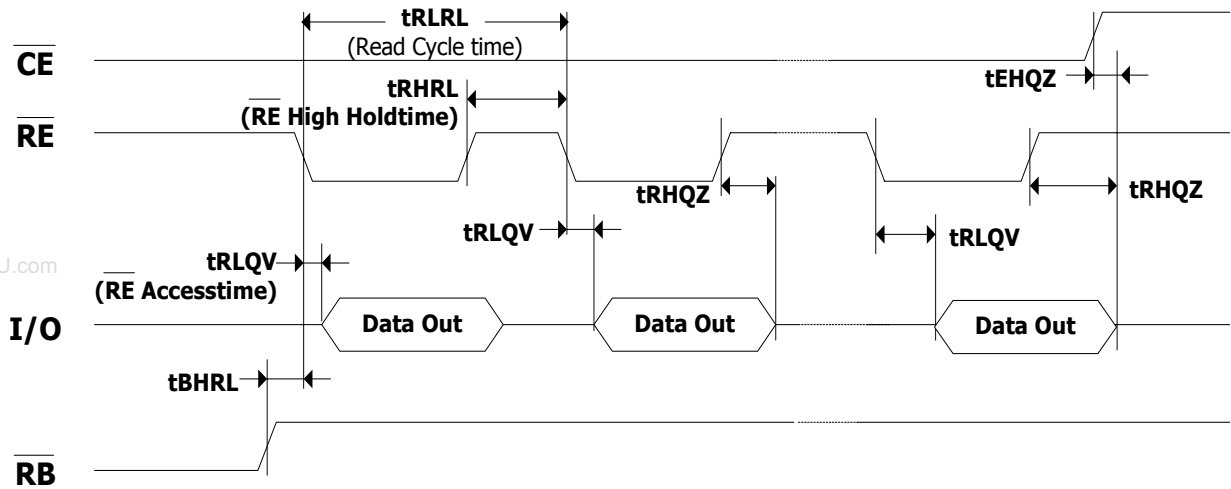 tRLRL
(Read Cycle time)
CE
tEHQZ
tRHRL
(RE High Holdtime)
RE
tRHQZ
tRHQZ
tRLQV
tRLQV
tRLQV
(RE Accesstime)
U.com
I/O
Data Out
Data Out
Data Out
tBHRL
RB